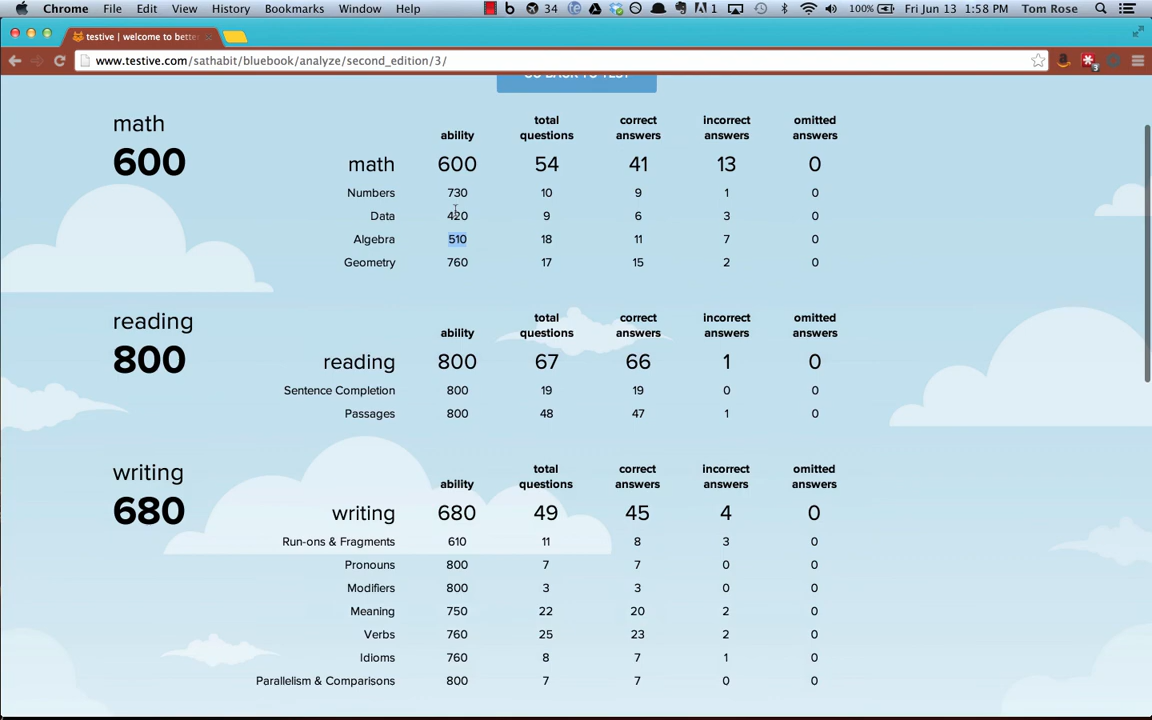 Chrome File Edit View History Bookmarks Window Help 34 1 100% Fri Jun 13 1:58 PM Tom Rose
testive | welcome to better
www.testive.com/sathabit/bluebook/analyze/second_edition/3/
GO BACK TO TEST
math
600
ability total questions correct answers incorrect answers omitted answers
math 600 54 41 13 0
Numbers 730 10 9 1 0
Data 420 9 6 3 0
Algebra 510 18 11 7 0
Geometry 760 17 15 2 0
reading
800
ability total questions correct answers incorrect answers omitted answers
reading 800 67 66 1 0
Sentence Completion 800 19 19 0 0
Passages 800 48 47 1 0
writing
680
ability total questions correct answers incorrect answers omitted answers
writing 680 49 45 4 0
Run-ons & Fragments 610 11 8 3 0
Pronouns 800 7 7 0 0
Modifiers 800 3 3 0 0
Meaning 750 22 20 2 0
Verbs 760 25 23 2 0
Idioms 760 8 7 1 0
Parallelism & Comparisons 800 7 7 0 0